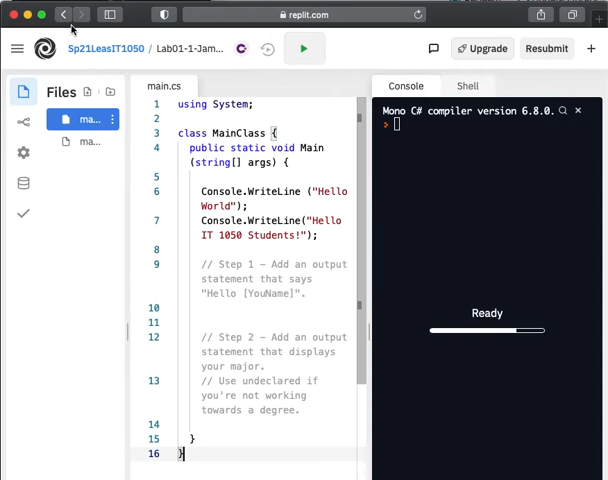 replit.com
Sp21LeasIT1050 / Lab01-1-Jam...
Upgrade
Resubmit
Files
ma...
ma...
main.cs
1 using System;
2
3 class MainClass {
4 public static void Main
(string[] args) {
5
6 Console.WriteLine ("Hello
World");
7 Console.WriteLine("Hello
IT 1050 Students!");
8
9 // Step 1 – Add an output
statement that says
"Hello [YouName]".
10
11
12 // Step 2 – Add an output
statement that displays
your major.
13 // Use undeclared if
you're not working
towards a degree.
14
15 }
16 }
Console
Shell
Mono C# compiler version 6.8.0.
>
Ready